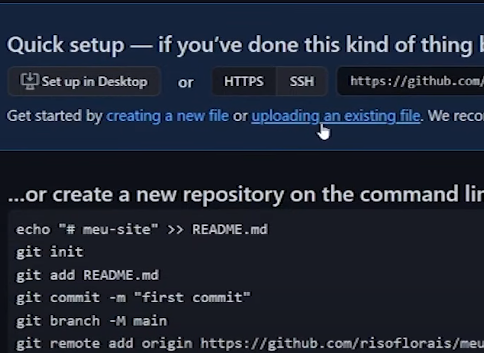 Quick setup — if you've done this kind of thing
Set up in Desktop or HTTPS SSH https://github.com/
Get started by creating a new file or uploading an existing file. We reco
...or create a new repository on the command lin
echo "# meu-site" >> README.md
git init
git add README.md
git commit -m "first commit"
git branch -M main
git remote add origin https://github.com/risoflorais/meu